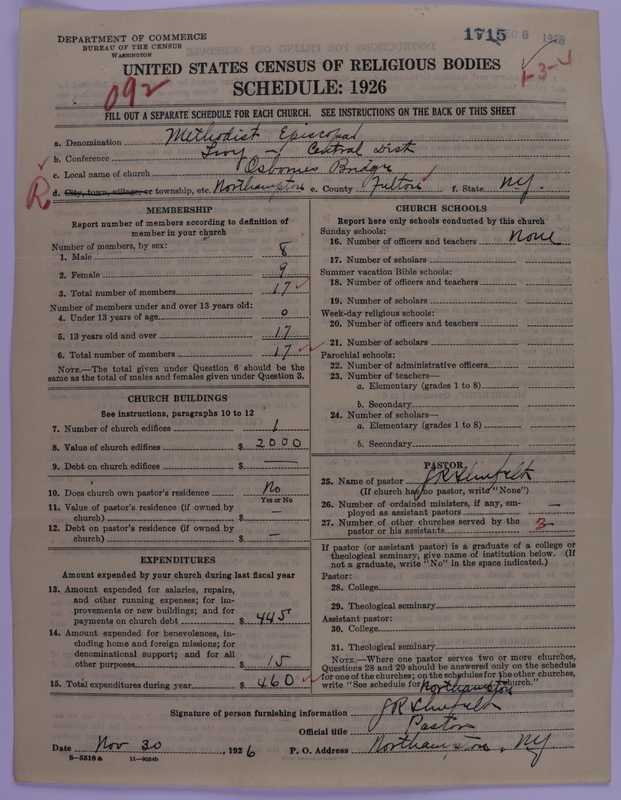 DEPARTMENT OF COMMERCE
BUREAU OF THE CENSUS
WASHINGTON
1715 6 1926
UNITED STATES CENSUS OF RELIGIOUS BODIES
1-3-4
SCHEDULE: 1926
092
FILL OUT A SEPARATE SCHEDULE FOR EACH CHURCH. SEE INSTRUCTIONS ON THE BACK OF THIS SHEET
a. Denomination Methodist Episcopal
b. Conference Troy - Central Dist
c. Local name of church Osbornes Bridge
R d. City, town, village, or township, etc. Northampton e. County Fulton f. State NY.
MEMBERSHIP
Report number of members according to definition of
member in your church
Number of members, by sex:
1. Male 8
2. Female 9
3. Total number of members 17
Number of members under and over 13 years old:
4. Under 13 years of age 0
5. 13 years old and over 17
6. Total number of members 17
NOTE.—The total given under Question 6 should be
same as the total of males and females given under Question 3.
CHURCH BUILDINGS
See instructions, paragraphs 10 to 12
7. Number of church edifices 1
8. Value of church edifices $ 2000
9. Debt on church edifices $ —
10. Does church own pastor's residence No
Yes or No
11. Value of pastor's residence (if owned by
church) $ —
12. Debt on pastor's residence (if owned by
church) $ —
EXPENDITURES
Amount expended by your church during last fiscal year
13. Amount expended for salaries, repairs,
and other running expenses; for im-
provements or new buildings; and for
payments on church debt $ 445
14. Amount expended for benevolences, in-
cluding home and foreign missions; for
denominational support; and for all
other purposes $ 15
15. Total expenditures during year $ 460
CHURCH SCHOOLS
Report here only schools conducted by this church
Sunday schools:
16. Number of officers and teachers None
17. Number of scholars
Summer vacation Bible schools:
18. Number of officers and teachers
19. Number of scholars
Week-day religious schools:
20. Number of officers and teachers
21. Number of scholars
Parochial schools:
22. Number of administrative officers
23. Number of teachers—
a. Elementary (grades 1 to 8)
b. Secondary
24. Number of scholars—
a. Elementary (grades 1 to 8)
b. Secondary
PASTOR
25. Name of pastor JR Shufelt
(If church has no pastor, write "None")
26. Number of ordained ministers, if any, em-
ployed as assistant pastors —
27. Number of other churches served by the
pastor or his assistants 3
If pastor (or assistant pastor) is a graduate of a college or
theological seminary, give name of institution below. (If
not a graduate, write "No" in the space indicated.)
Pastor:
28. College
29. Theological seminary
Assistant pastor:
30. College
31. Theological seminary
NOTE.—Where one pastor serves two or more churches,
Questions 28 and 29 should be answered only on the schedule
for one of the churches; on the schedules for the other churches,
write "See schedule for Northampton church."
Signature of person furnishing information JR Shufelt
Official title Pastor
Date Nov 30, 1926 P. O. Address Northampton, NY.
8—5518 a 11—9054b